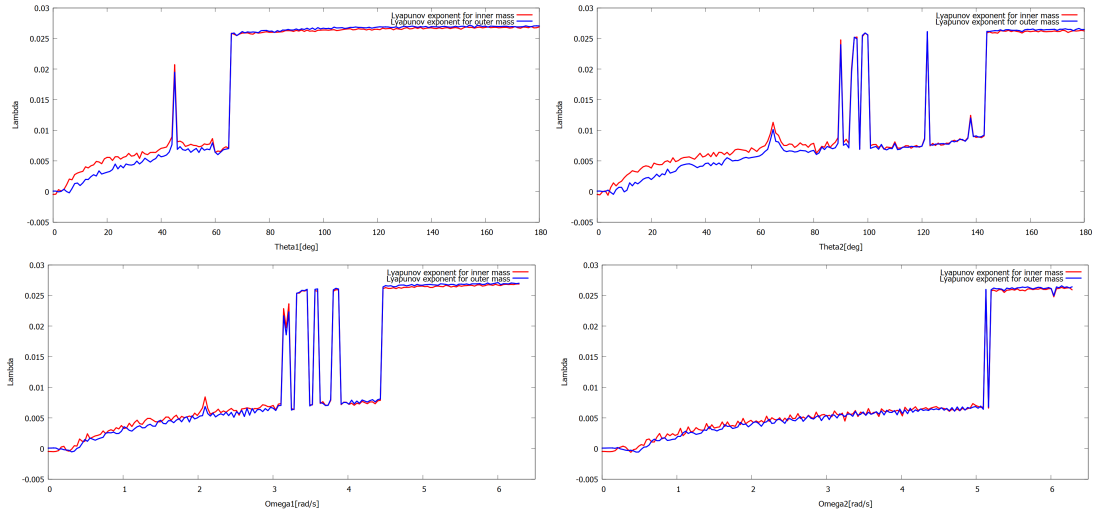 0.03
0.025
0.02
0.015
0.01
0.005
0
-0.005
Lambda
Lyapunov exponent for inner mass
Lyapunov exponent for outer mass
0 20 40 60 80 100 120 140 160 180
Theta1[deg]
0.03
0.025
0.02
0.015
0.01
0.005
0
-0.005
Lambda
Lyapunov exponent for inner mass
Lyapunov exponent for outer mass
0 20 40 60 80 100 120 140 160 180
Theta2[deg]
0.03
0.025
0.02
0.015
0.01
0.005
0
-0.005
Lambda
Lyapunov exponent for inner mass
Lyapunov exponent for outer mass
0 1 2 3 4 5 6
Omega1[rad/s]
0.03
0.025
0.02
0.015
0.01
0.005
0
-0.005
Lambda
Lyapunov exponent for inner mass
Lyapunov exponent for outer mass
0 1 2 3 4 5 6
Omega2[rad/s]